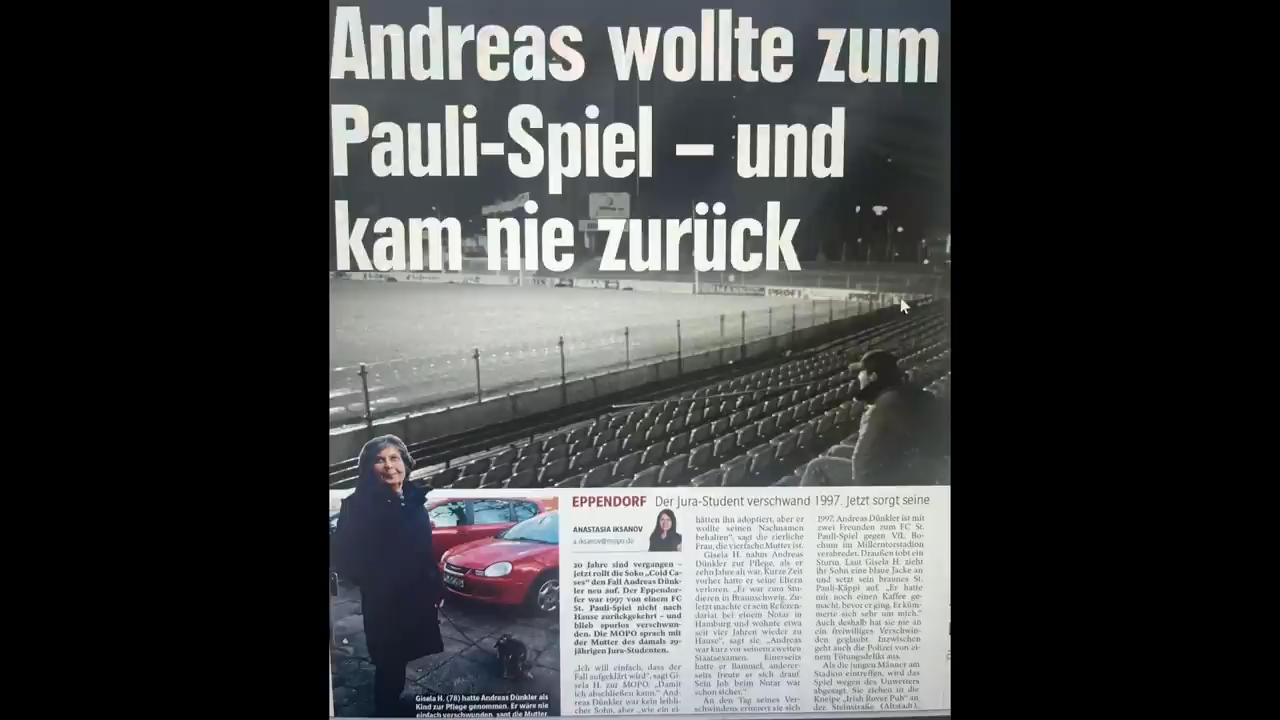 Andreas wollte zum
Pauli-Spiel – und
kam nie zurück
PROFI
EPPENDORF Der Jura-Student verschwand 1997. Jetzt sorgt seine
ANASTASIA IKSANOV
a.iksanov@mopo.de
20 Jahre sind vergangen –
jetzt rollt die Soko „Cold Ca-
ses“ den Fall Andreas Dünk-
ler neu auf. Der Eppendor-
fer war 1997 von einem FC
St. Pauli-Spiel nicht nach
Hause zurückgekehrt – und
blieb spurlos verschwun-
den. Die MOPO sprach mit
der Mutter des damals 29-
jährigen Jura-Studenten.
„Ich will einfach, dass der
Fall aufgeklärt wird“, sagt Gi-
sela H. zur MOPO. „Damit
ich abschließen kann.“ And-
reas Dünkler war kein leibli-
cher Sohn, aber „wie ein ei-
hätten ihn adoptiert, aber er
wollte seinen Nachnamen
behalten“, sagt die zierliche
Frau, die vierfache Mutter ist.
Gisela H. nahm Andreas
Dünkler zur Pflege, als er
zehn Jahre alt war. Kurze Zeit
vorher hatte er seine Eltern
verloren. „Er war zum Stu-
dieren in Braunschweig. Zu-
letzt machte er sein Referen-
dariat bei einem Notar in
Hamburg und wohnte etwa
seit vier Jahren wieder zu
Hause“, sagt sie. „Andreas
war kurz vor seinem zweiten
Staatsexamen. Einerseits
hatte er Bammel, anderer-
seits freute er sich drauf.
Sein Job beim Notar war
schon sicher.“
An den Tag seines Ver-
schwindens erinnert sie sich
1997. Andreas Dünkler ist mit
zwei Freunden zum FC St.
Pauli-Spiel gegen VfL Bo-
chum im Millerntorstadion
verabredet. Draußen tobt ein
Sturm. Laut Gisela H. zieht
ihr Sohn eine blaue Jacke an
und setzt sein braunes St.
Pauli-Käppi auf. „Er hatte
mir noch einen Kaffee ge-
macht, bevor er ging. Er küm-
merte sich sehr um mich.“
Auch deshalb hat sie nie an
ein freiwilliges Verschwin-
den geglaubt. Inzwischen
geht auch die Polizei von ei-
nem Tötungsdelikt aus.
Als die jungen Männer am
Stadion eintreffen, wird das
Spiel wegen des Unwetters
abgesagt. Sie ziehen in die
Kneipe „Irish Rover Pub“ an
der Steinstraße (Altstadt),
Gisela H. (78) hatte Andreas Dünkler als
Kind zur Pflege genommen. Er wäre nie
einfach verschwunden, sagt die Mutter.